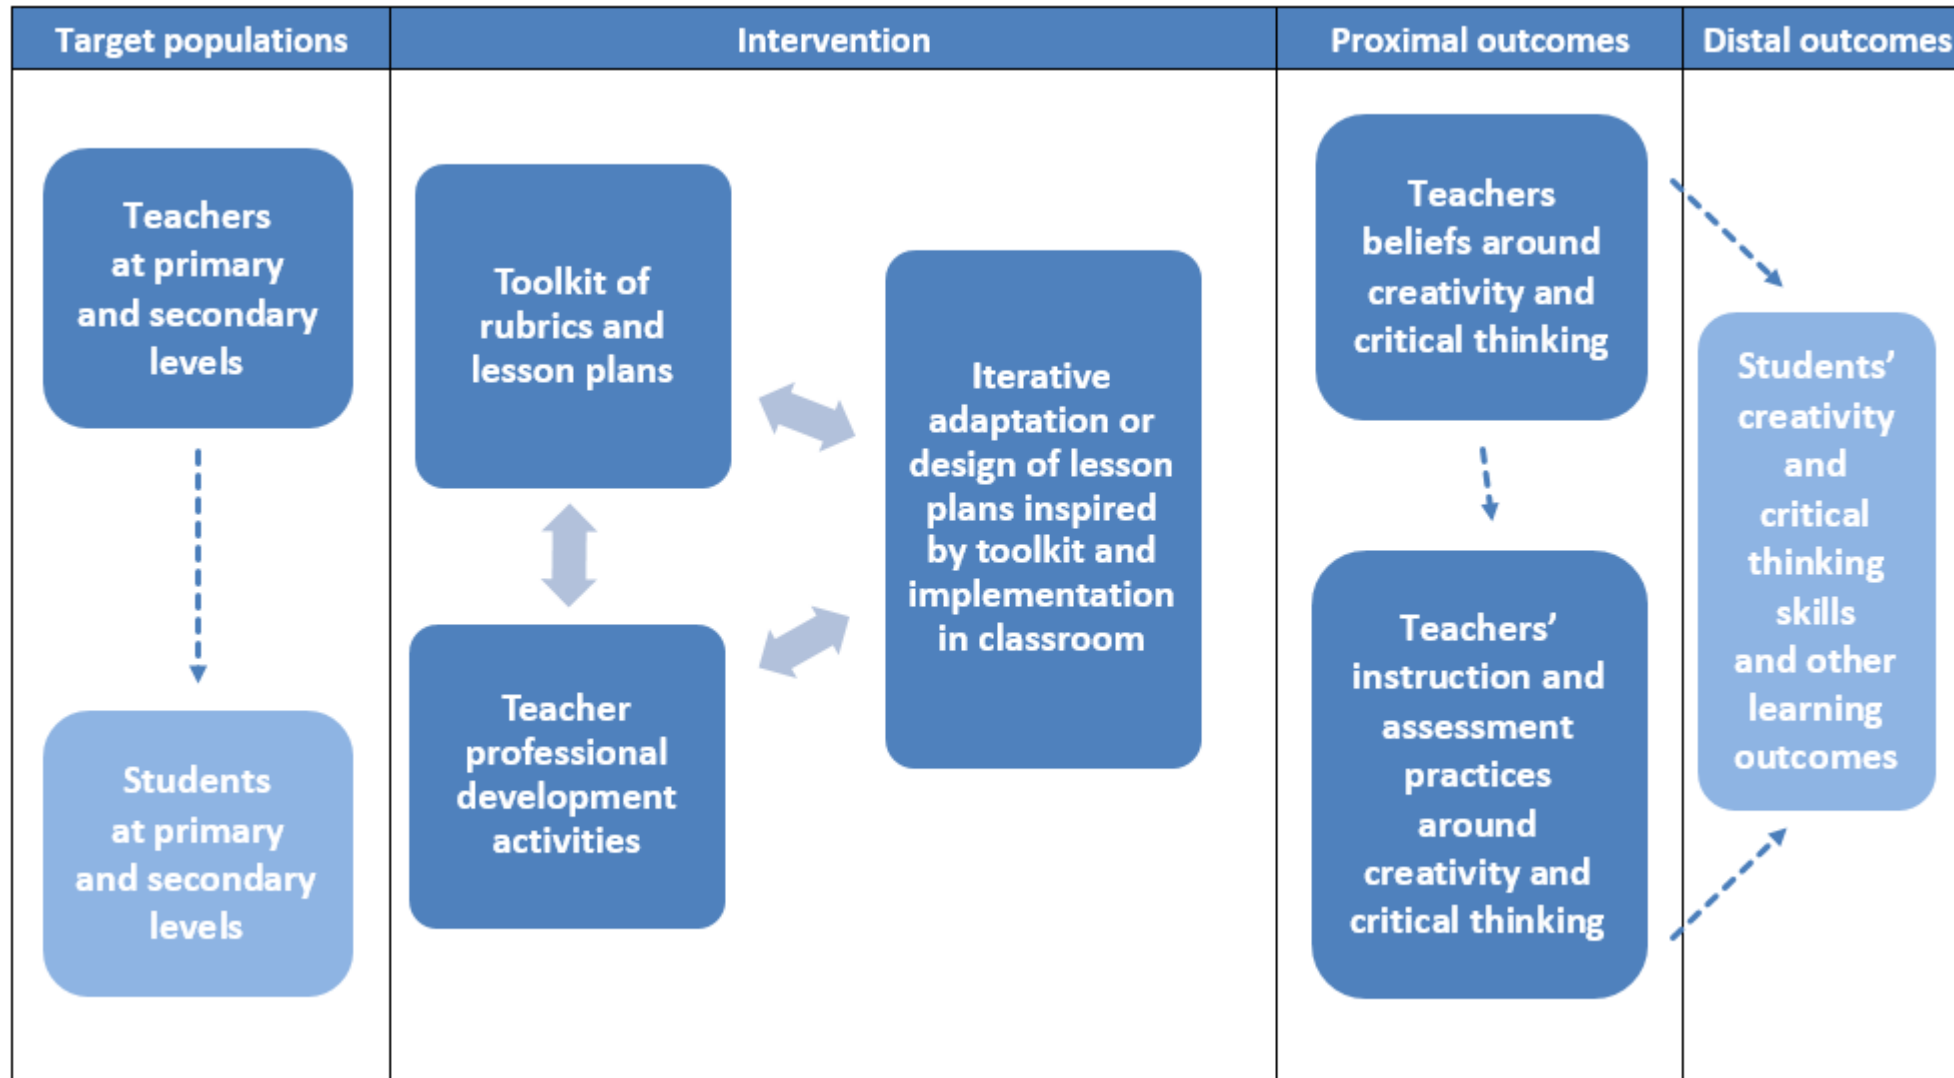 Target populations
Intervention
Proximal outcomes
Distal outcomes
Teachers
at primary
and secondary
levels
Students
at primary
and secondary
levels
Toolkit of
rubrics and
lesson plans
Teacher
professional
development
activities
Iterative
adaptation or
design of lesson
plans inspired
by toolkit and
implementation
in classroom
Teachers
beliefs around
creativity and
critical thinking
Teachers’
instruction and
assessment
practices
around
creativity and
critical thinking
Students’
creativity
and
critical
thinking
skills
and other
learning
outcomes